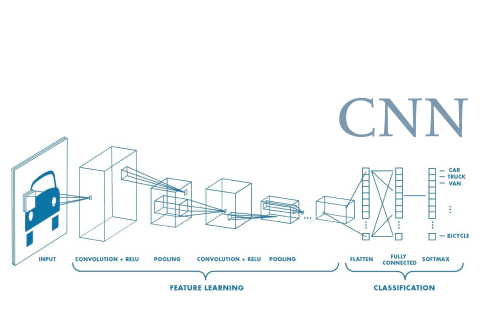 CNN
CAR
TRUCK
VAN
BICYCLE
INPUT
CONVOLUTION + RELU
POOLING
CONVOLUTION + RELU
POOLING
FLATTEN
FULLY
CONNECTED
SOFTMAX
FEATURE LEARNING
CLASSIFICATION